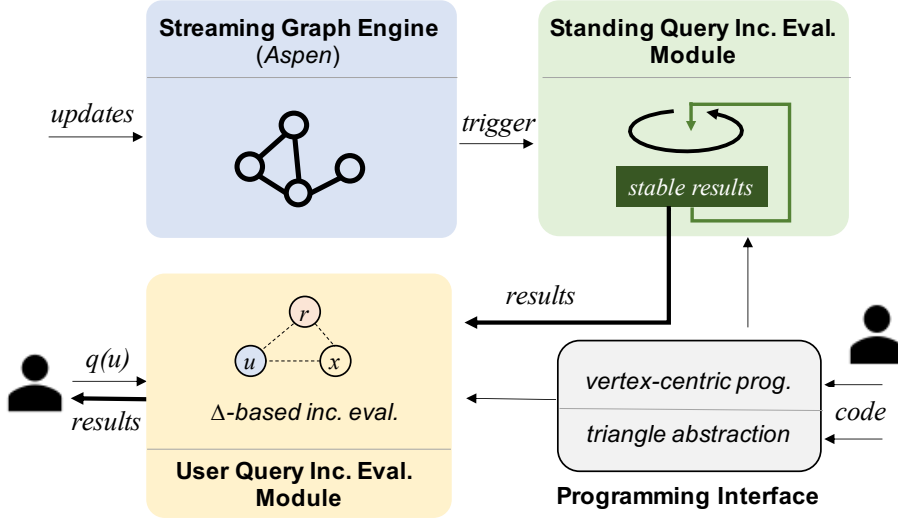 Streaming Graph Engine
(Aspen)
updates
trigger
Standing Query Inc. Eval.
Module
stable results
results
r
u
x
Δ-based inc. eval.
User Query Inc. Eval.
Module
q(u)
results
vertex-centric prog.
triangle abstraction
code
Programming Interface